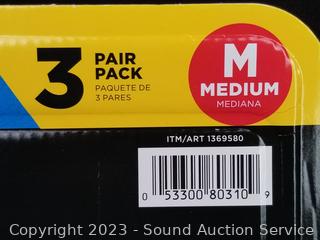 3 PAIR PACK
PAQUETE DE
3 PARES
M
MEDIUM
MEDIANA
ITM/ART 1369580
0 53300 80310 9
Copyright © 2023 - Sound Auction Service